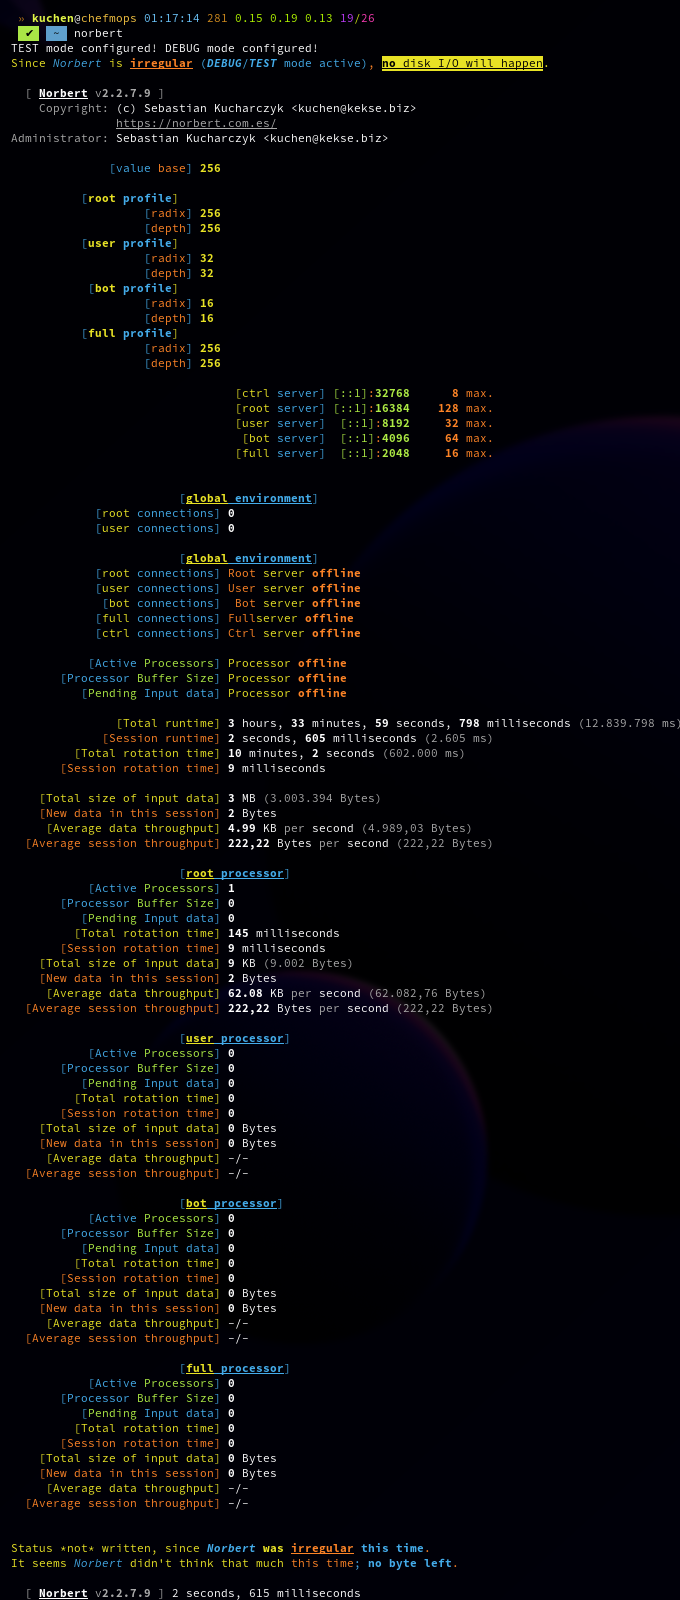 » kuchen@chefmops 01:17:14 281 0.15 0.19 0.13 19/26
✔ ~ norbert
TEST mode configured! DEBUG mode configured!
Since Norbert is irregular (DEBUG/TEST mode active), no disk I/O will happen.
[ Norbert v2.2.7.9 ]
Copyright: (c) Sebastian Kucharczyk <kuchen@kekse.biz>
https://norbert.com.es/
Administrator: Sebastian Kucharczyk <kuchen@kekse.biz>
[value base] 256
[root profile]
[radix] 256
[depth] 256
[user profile]
[radix] 32
[depth] 32
[bot profile]
[radix] 16
[depth] 16
[full profile]
[radix] 256
[depth] 256
[ctrl server] [::1]:32768 8 max.
[root server] [::1]:16384 128 max.
[user server] [::1]:8192 32 max.
[bot server] [::1]:4096 64 max.
[full server] [::1]:2048 16 max.
[global environment]
[root connections] 0
[user connections] 0
[global environment]
[root connections] Root server offline
[user connections] User server offline
[bot connections] Bot server offline
[full connections] Fullserver offline
[ctrl connections] Ctrl server offline
[Active Processors] Processor offline
[Processor Buffer Size] Processor offline
[Pending Input data] Processor offline
[Total runtime] 3 hours, 33 minutes, 59 seconds, 798 milliseconds (12.839.798 ms)
[Session runtime] 2 seconds, 605 milliseconds (2.605 ms)
[Total rotation time] 10 minutes, 2 seconds (602.000 ms)
[Session rotation time] 9 milliseconds
[Total size of input data] 3 MB (3.003.394 Bytes)
[New data in this session] 2 Bytes
[Average data throughput] 4.99 KB per second (4.989,03 Bytes)
[Average session throughput] 222,22 Bytes per second (222,22 Bytes)
[root processor]
[Active Processors] 1
[Processor Buffer Size] 0
[Pending Input data] 0
[Total rotation time] 145 milliseconds
[Session rotation time] 9 milliseconds
[Total size of input data] 9 KB (9.002 Bytes)
[New data in this session] 2 Bytes
[Average data throughput] 62.08 KB per second (62.082,76 Bytes)
[Average session throughput] 222,22 Bytes per second (222,22 Bytes)
[user processor]
[Active Processors] 0
[Processor Buffer Size] 0
[Pending Input data] 0
[Total rotation time] 0
[Session rotation time] 0
[Total size of input data] 0 Bytes
[New data in this session] 0 Bytes
[Average data throughput] -/-
[Average session throughput] -/-
[bot processor]
[Active Processors] 0
[Processor Buffer Size] 0
[Pending Input data] 0
[Total rotation time] 0
[Session rotation time] 0
[Total size of input data] 0 Bytes
[New data in this session] 0 Bytes
[Average data throughput] -/-
[Average session throughput] -/-
[full processor]
[Active Processors] 0
[Processor Buffer Size] 0
[Pending Input data] 0
[Total rotation time] 0
[Session rotation time] 0
[Total size of input data] 0 Bytes
[New data in this session] 0 Bytes
[Average data throughput] -/-
[Average session throughput] -/-
Status *not* written, since Norbert was irregular this time.
It seems Norbert didn't think that much this time; no byte left.
[ Norbert v2.2.7.9 ] 2 seconds, 615 milliseconds